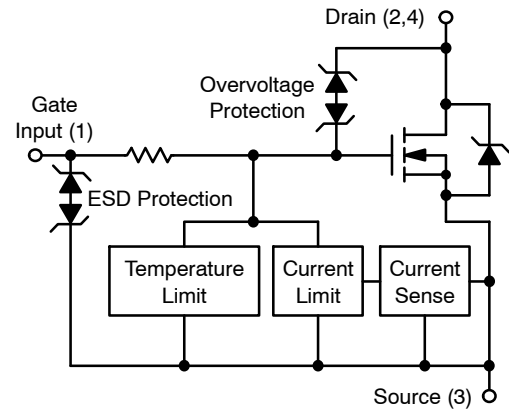 Drain (2,4)
Overvoltage
Protection
Gate
Input (1)
ESD Protection
Temperature
Limit
Current
Limit
Current
Sense
Source (3)